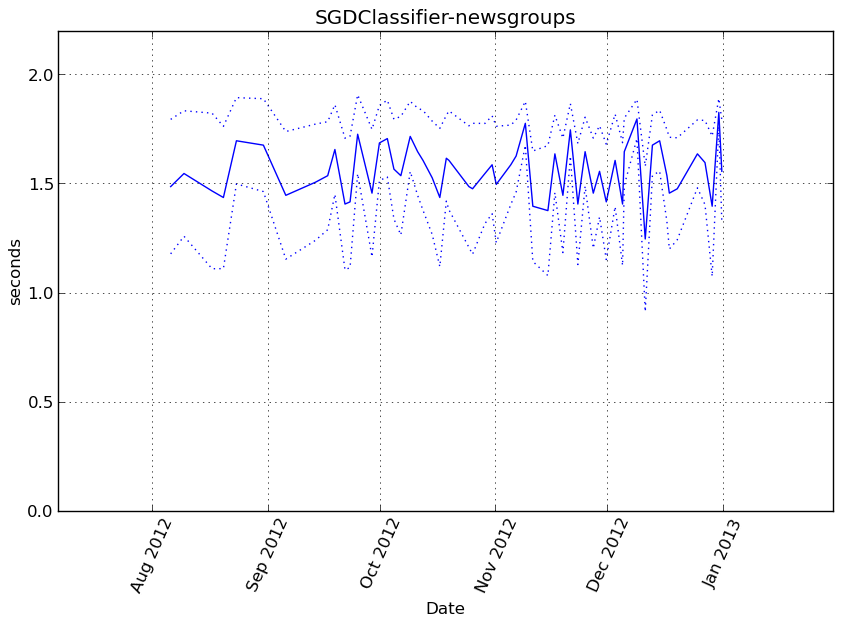 SGDClassifier-newsgroups
2.0
1.5
1.0
0.5
0.0
seconds
Aug 2012
Sep 2012
Oct 2012
Nov 2012
Dec 2012
Jan 2013
Date